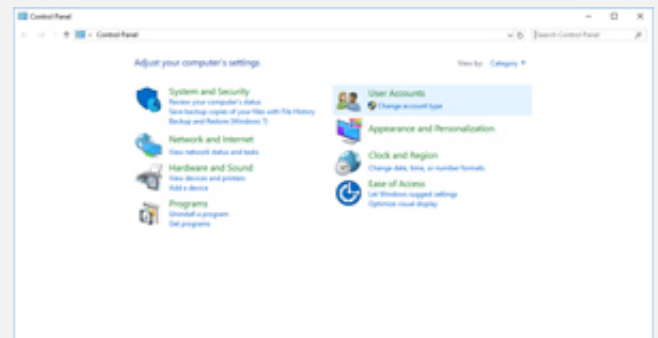 Control Panel
Control Panel
Search Control Panel
Adjust your computer's settings
View by: Category
System and Security
Review your computer's status
Save backup copies of your files with File History
Backup and Restore (Windows 7)
Network and Internet
View network status and tasks
Hardware and Sound
View devices and printers
Add a device
Programs
Uninstall a program
Get programs
User Accounts
Change account type
Appearance and Personalization
Clock and Region
Change date, time, or number formats
Ease of Access
Let Windows suggest settings
Optimize visual display